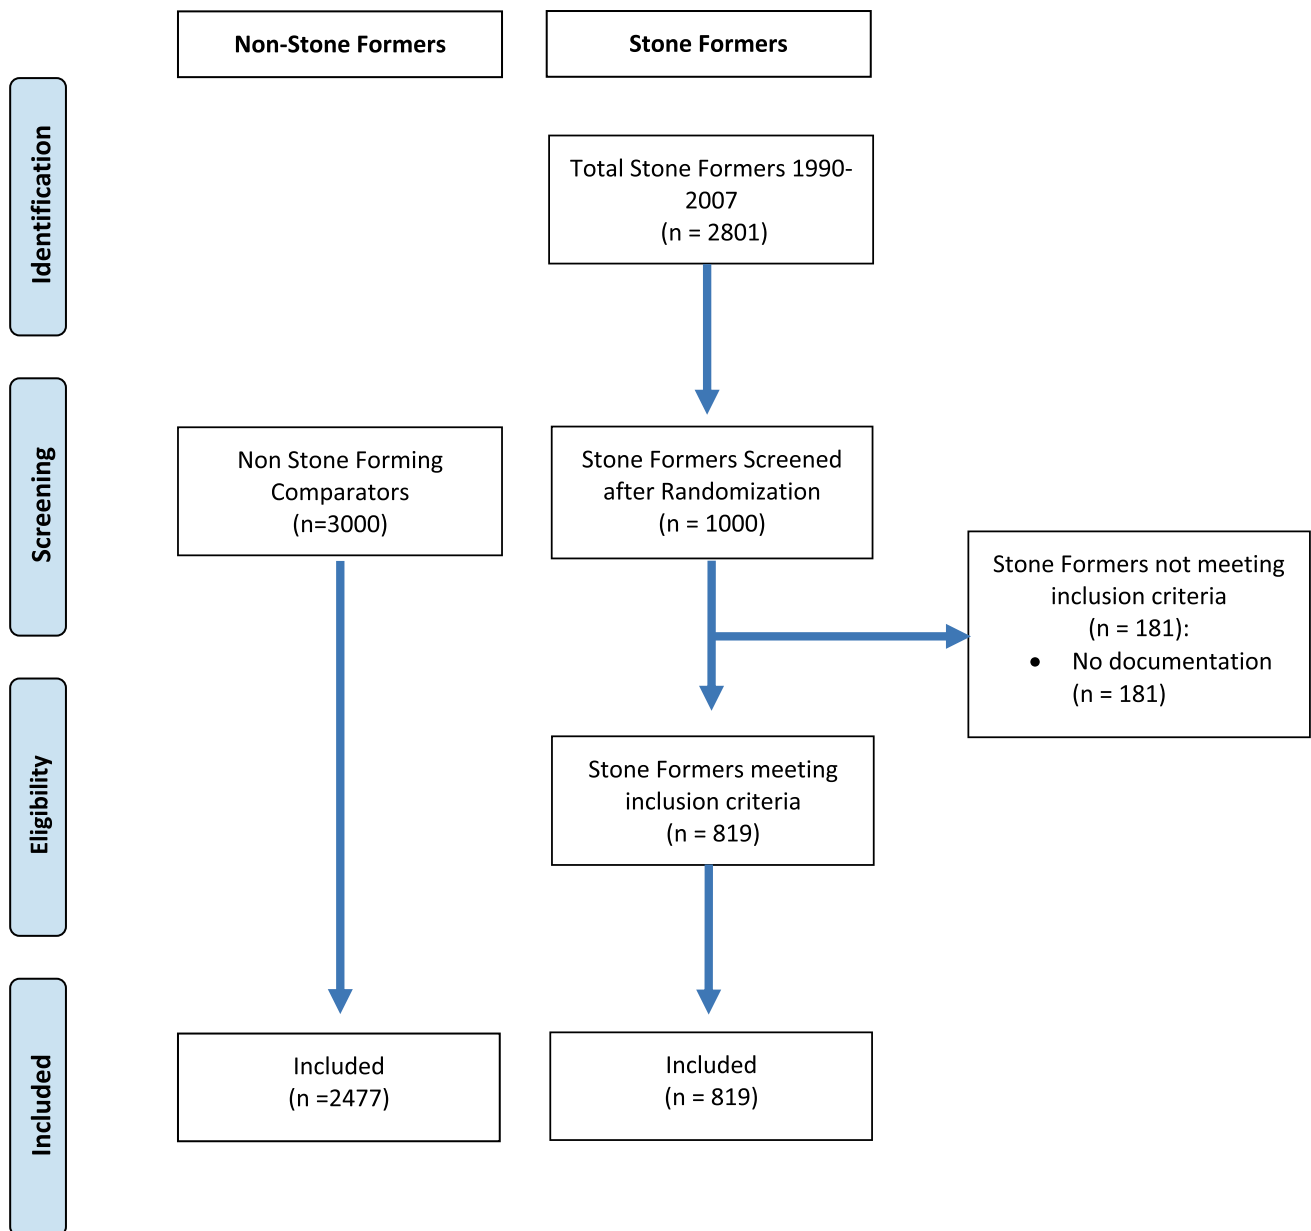 Non-Stone Formers
Stone Formers
Identification
Total Stone Formers 1990-
2007
(n = 2801)
Screening
Non Stone Forming
Comparators
(n=3000)
Stone Formers Screened
after Randomization
(n = 1000)
Stone Formers not meeting
inclusion criteria
(n = 181):
• No documentation
(n = 181)
Eligibility
Stone Formers meeting
inclusion criteria
(n = 819)
Included
Included
(n =2477)
Included
(n = 819)